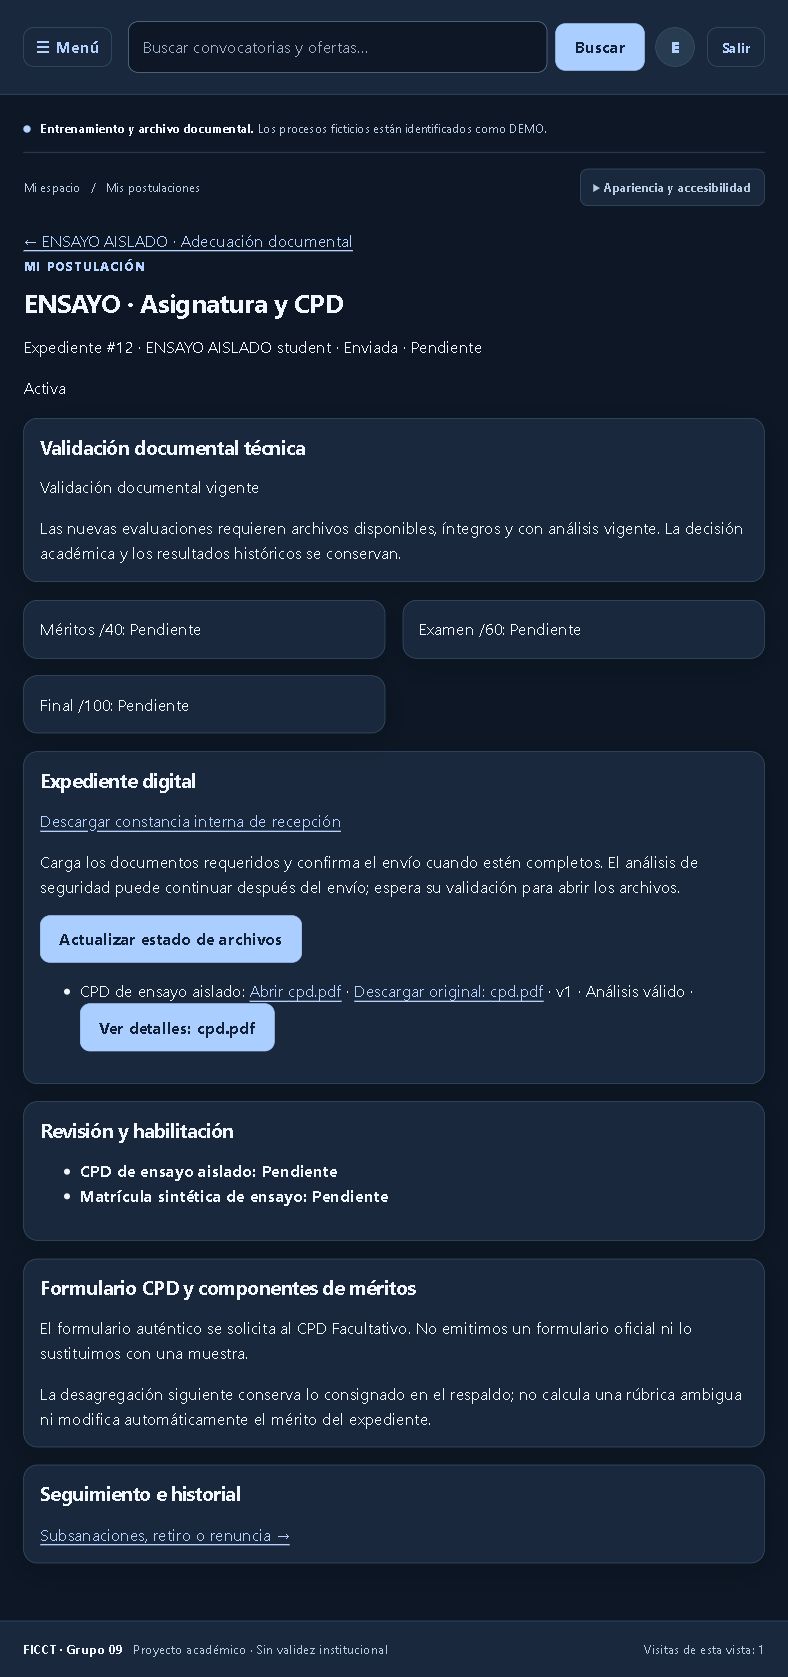 ☰ Menú
Buscar convocatorias y ofertas...
Buscar
E
Salir
Entrenamiento y archivo documental. Los procesos ficticios están identificados como DEMO.
Mi espacio / Mis postulaciones
▸ Apariencia y accesibilidad
← ENSAYO AISLADO · Adecuación documental
MI POSTULACIÓN
ENSAYO · Asignatura y CPD
Expediente #12 · ENSAYO AISLADO student · Enviada · Pendiente
Activa
Validación documental técnica
Validación documental vigente
Las nuevas evaluaciones requieren archivos disponibles, íntegros y con análisis vigente. La decisión
académica y los resultados históricos se conservan.
Méritos /40: Pendiente
Examen /60: Pendiente
Final /100: Pendiente
Expediente digital
Descargar constancia interna de recepción
Carga los documentos requeridos y confirma el envío cuando estén completos. El análisis de
seguridad puede continuar después del envío; espera su validación para abrir los archivos.
Actualizar estado de archivos
• CPD de ensayo aislado: Abrir cpd.pdf · Descargar original: cpd.pdf · v1 · Análisis válido ·
Ver detalles: cpd.pdf
Revisión y habilitación
• CPD de ensayo aislado: Pendiente
• Matrícula sintética de ensayo: Pendiente
Formulario CPD y componentes de méritos
El formulario auténtico se solicita al CPD Facultativo. No emitimos un formulario oficial ni lo
sustituimos con una muestra.
La desagregación siguiente conserva lo consignado en el respaldo; no calcula una rúbrica ambigua
ni modifica automáticamente el mérito del expediente.
Seguimiento e historial
Subsanaciones, retiro o renuncia →
FICCT · Grupo 09 Proyecto académico · Sin validez institucional
Visitas de esta vista: 1